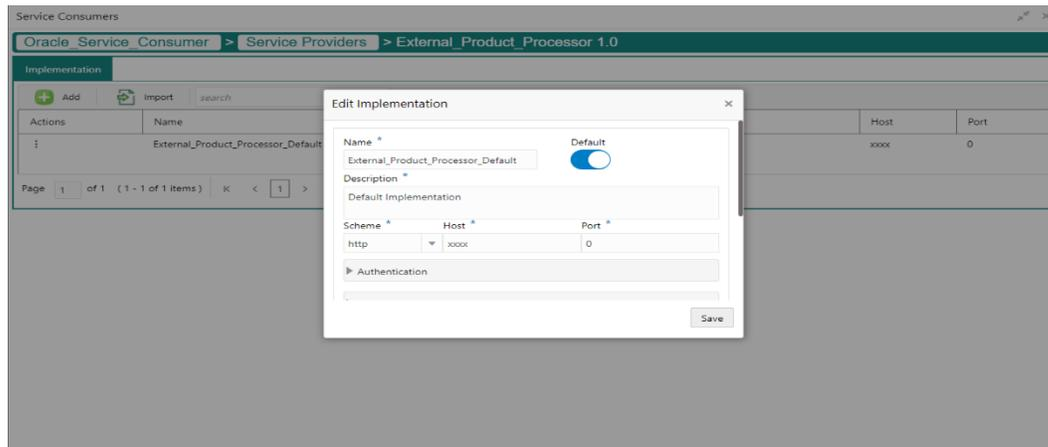 Service Consumers
Oracle_Service_Consumer > Service Providers > External_Product_Processor 1.0
Implementation
Add Import search
Actions Name Host Port
External_Product_Processor_Default xxxx 0
Page 1 of 1 (1 - 1 of 1 items) K < 1 >
Edit Implementation ×
Name * Default
External_Product_Processor_Default
Description *
Default Implementation
Scheme * Host * Port *
http xxxx 0
Authentication
Save